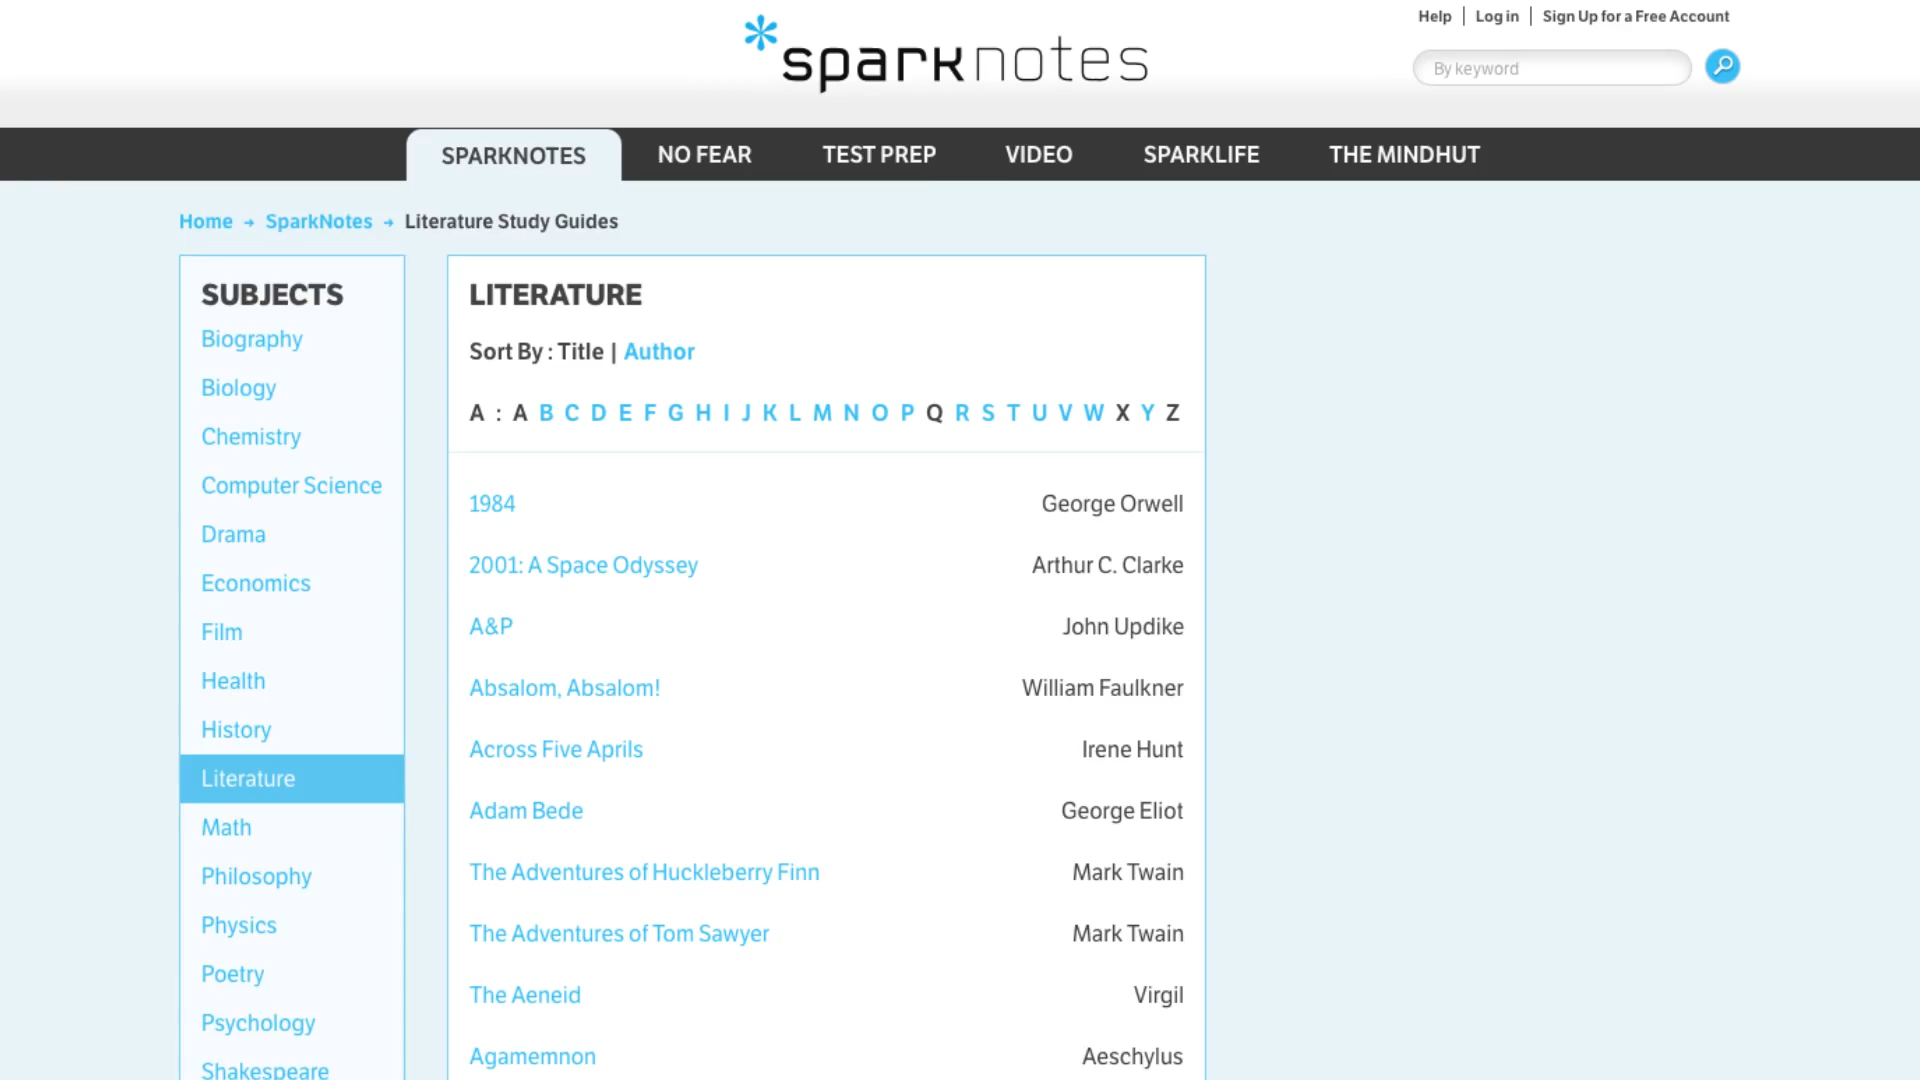 Help | Log in | Sign Up for a Free Account
*sparknotes
By keyword
SPARKNOTES NO FEAR TEST PREP VIDEO SPARKLIFE THE MINDHUT
Home → SparkNotes → Literature Study Guides
SUBJECTS
Biography
Biology
Chemistry
Computer Science
Drama
Economics
Film
Health
History
Literature
Math
Philosophy
Physics
Poetry
Psychology
Shakespeare
LITERATURE
Sort By : Title | Author
A : A B C D E F G H I J K L M N O P Q R S T U V W X Y Z
1984 George Orwell
2001: A Space Odyssey Arthur C. Clarke
A&P John Updike
Absalom, Absalom! William Faulkner
Across Five Aprils Irene Hunt
Adam Bede George Eliot
The Adventures of Huckleberry Finn Mark Twain
The Adventures of Tom Sawyer Mark Twain
The Aeneid Virgil
Agamemnon Aeschylus